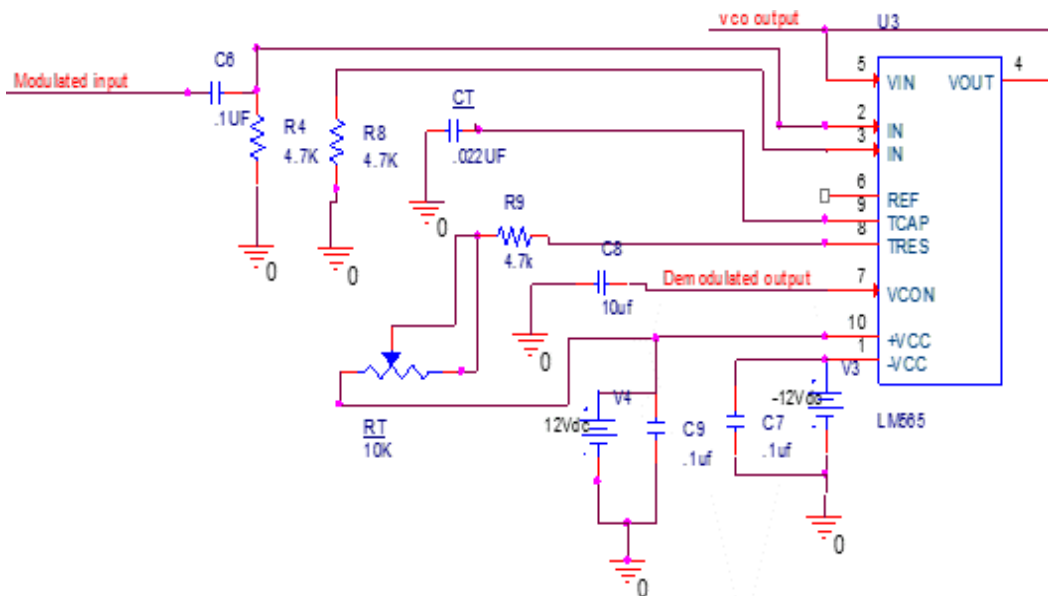 vco output
U3
C6
Modulated input
5
VIN
VOUT
4
CT
2
IN
.1UF
R4
4.7K
R8
4.7K
.022UF
3
IN
6
REF
R9
9
TCAP
0
8
TRES
0
0
4.7k
C8
Demodulated output
7
VCON
10uf
10
+VCC
0
1
-VCC
V3
RT
10K
V4
12Vdc
-12Vdc
C9
.1uf
C7
.1uf
LM565
0
0